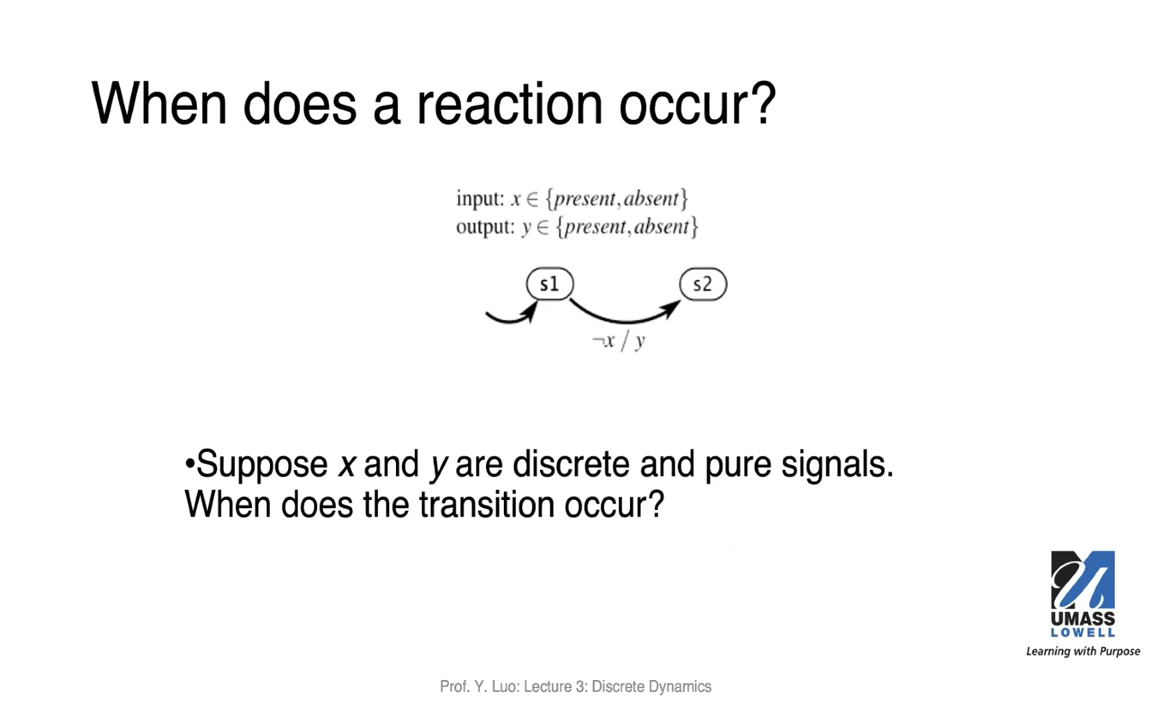 When does a reaction occur?
input: x ∈ {present,absent}
output: y ∈ {present,absent}
s1
s2
¬x / y
•Suppose x and y are discrete and pure signals.
When does the transition occur?
UMASS
LOWELL
Learning with Purpose
Prof. Y. Luo: Lecture 3: Discrete Dynamics